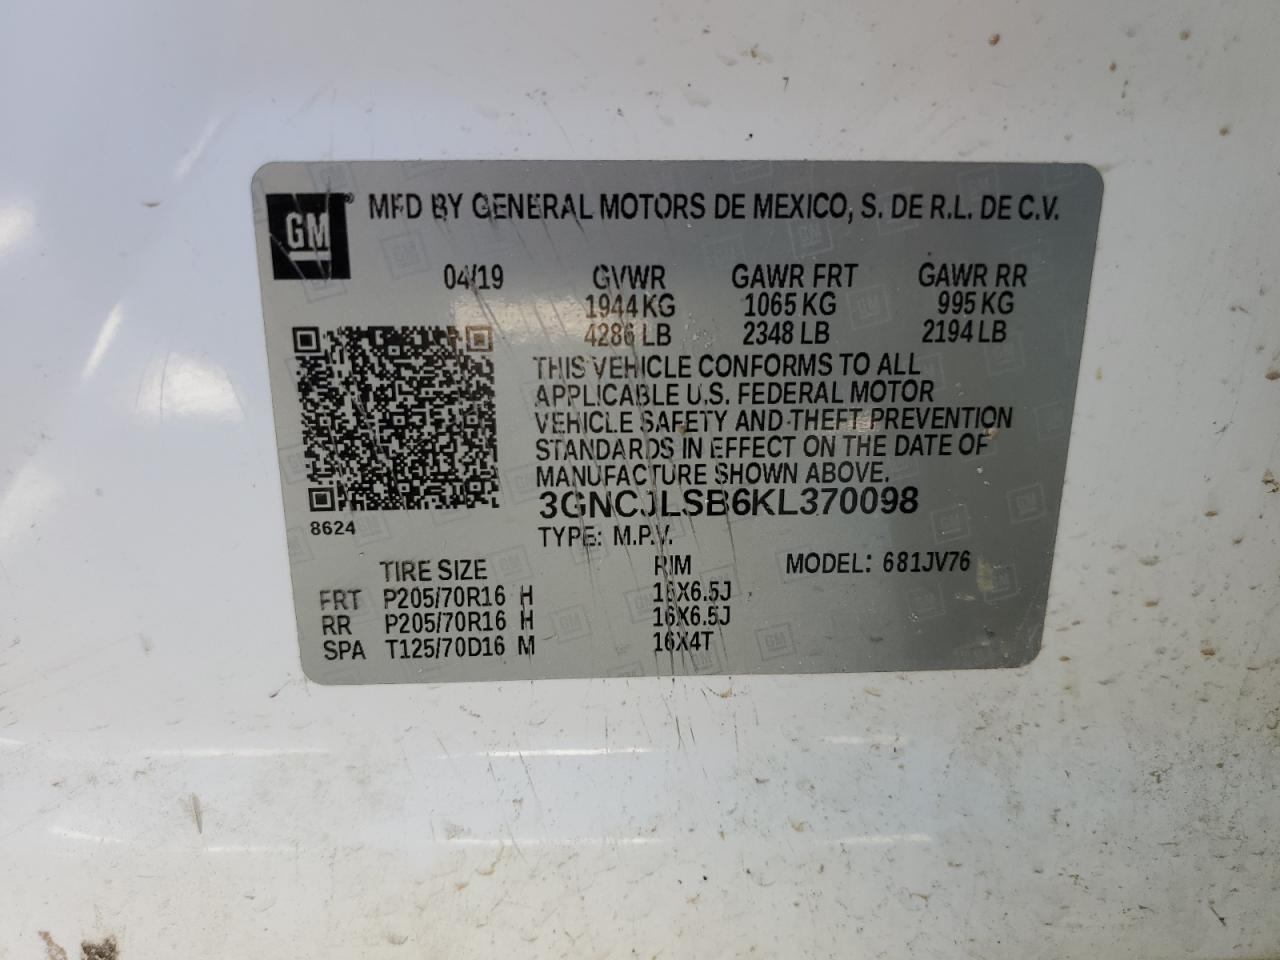 GM® MFD BY GENERAL MOTORS DE MEXICO, S. DE R.L. DE C.V.
04/19 GVWR GAWR FRT GAWR RR
1944 KG 1065 KG 995 KG
4286 LB 2348 LB 2194 LB
THIS VEHICLE CONFORMS TO ALL
APPLICABLE U.S. FEDERAL MOTOR
VEHICLE SAFETY AND THEFT PREVENTION
STANDARDS IN EFFECT ON THE DATE OF
MANUFACTURE SHOWN ABOVE.
3GNCJLSB6KL370098
8624
TYPE: M.P.V.
MODEL: 681JV76
TIRE SIZE RIM
FRT P205/70R16 H 16X6.5J
RR P205/70R16 H 16X6.5J
SPA T125/70D16 M 16X4T